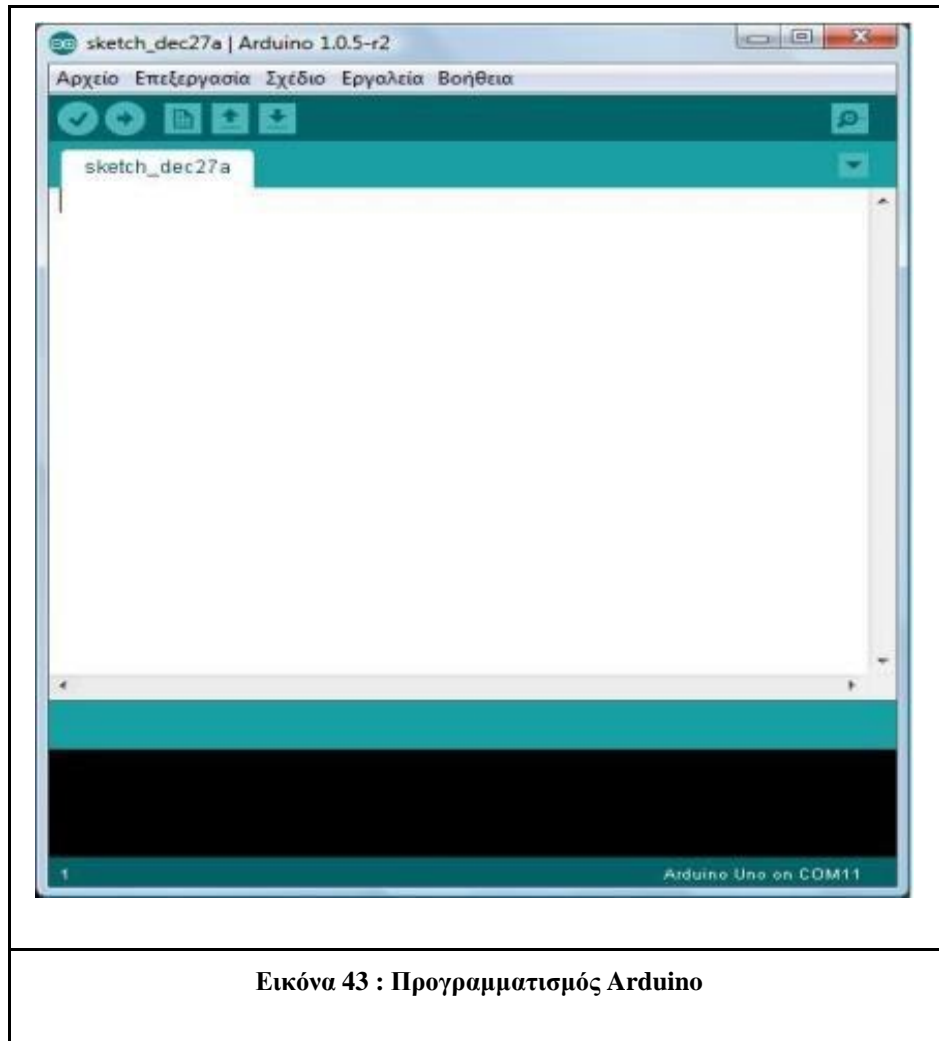 sketch_dec27a | Arduino 1.0.5-r2
Αρχείο Επεξεργασία Σχέδιο Εργαλεία Βοήθεια
sketch_dec27a
1 Arduino Uno on COM11
Εικόνα 43 : Προγραμματισμός Arduino